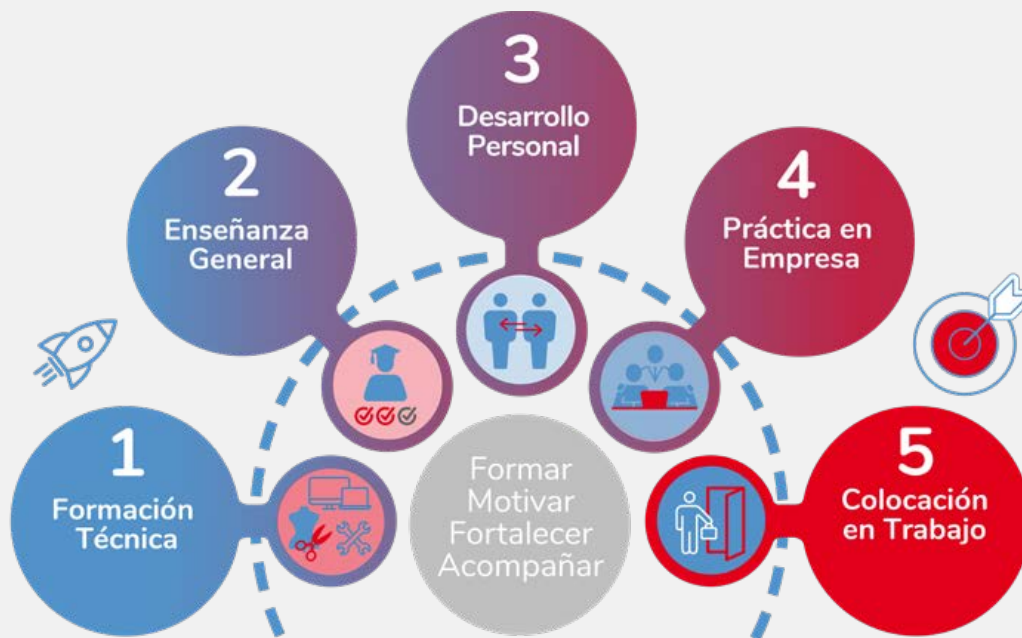 1
Formación
Técnica
2
Enseñanza
General
3
Desarrollo
Personal
4
Práctica en
Empresa
5
Colocación
en Trabajo
Formar
Motivar
Fortalecer
Acompañar